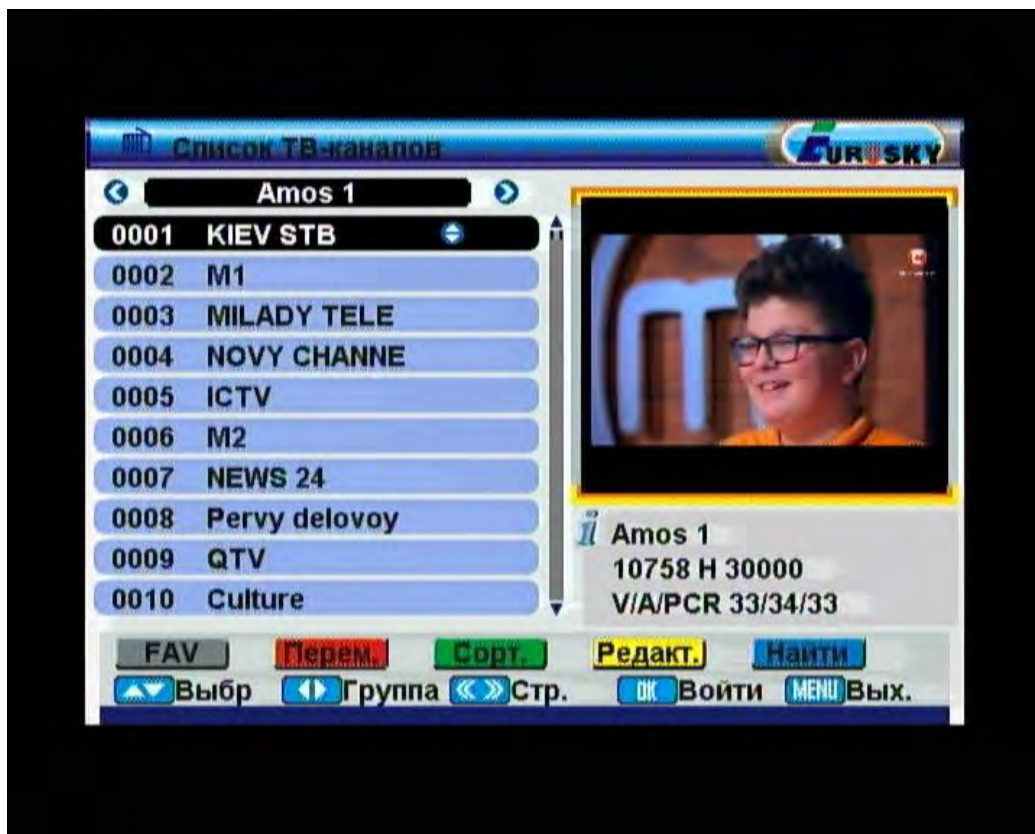 Список ТВ-каналов
EUROSKY
Amos 1
0001 KIEV STB
0002 M1
0003 MILADY TELE
0004 NOVY CHANNE
0005 ICTV
0006 M2
0007 NEWS 24
0008 Pervy delovoy
0009 QTV
0010 Culture
Amos 1
10758 H 30000
V/A/PCR 33/34/33
FAV Перем. Сорт. Редакт. Найти
Выбр Группа Стр. OK Войти MENU Вых.